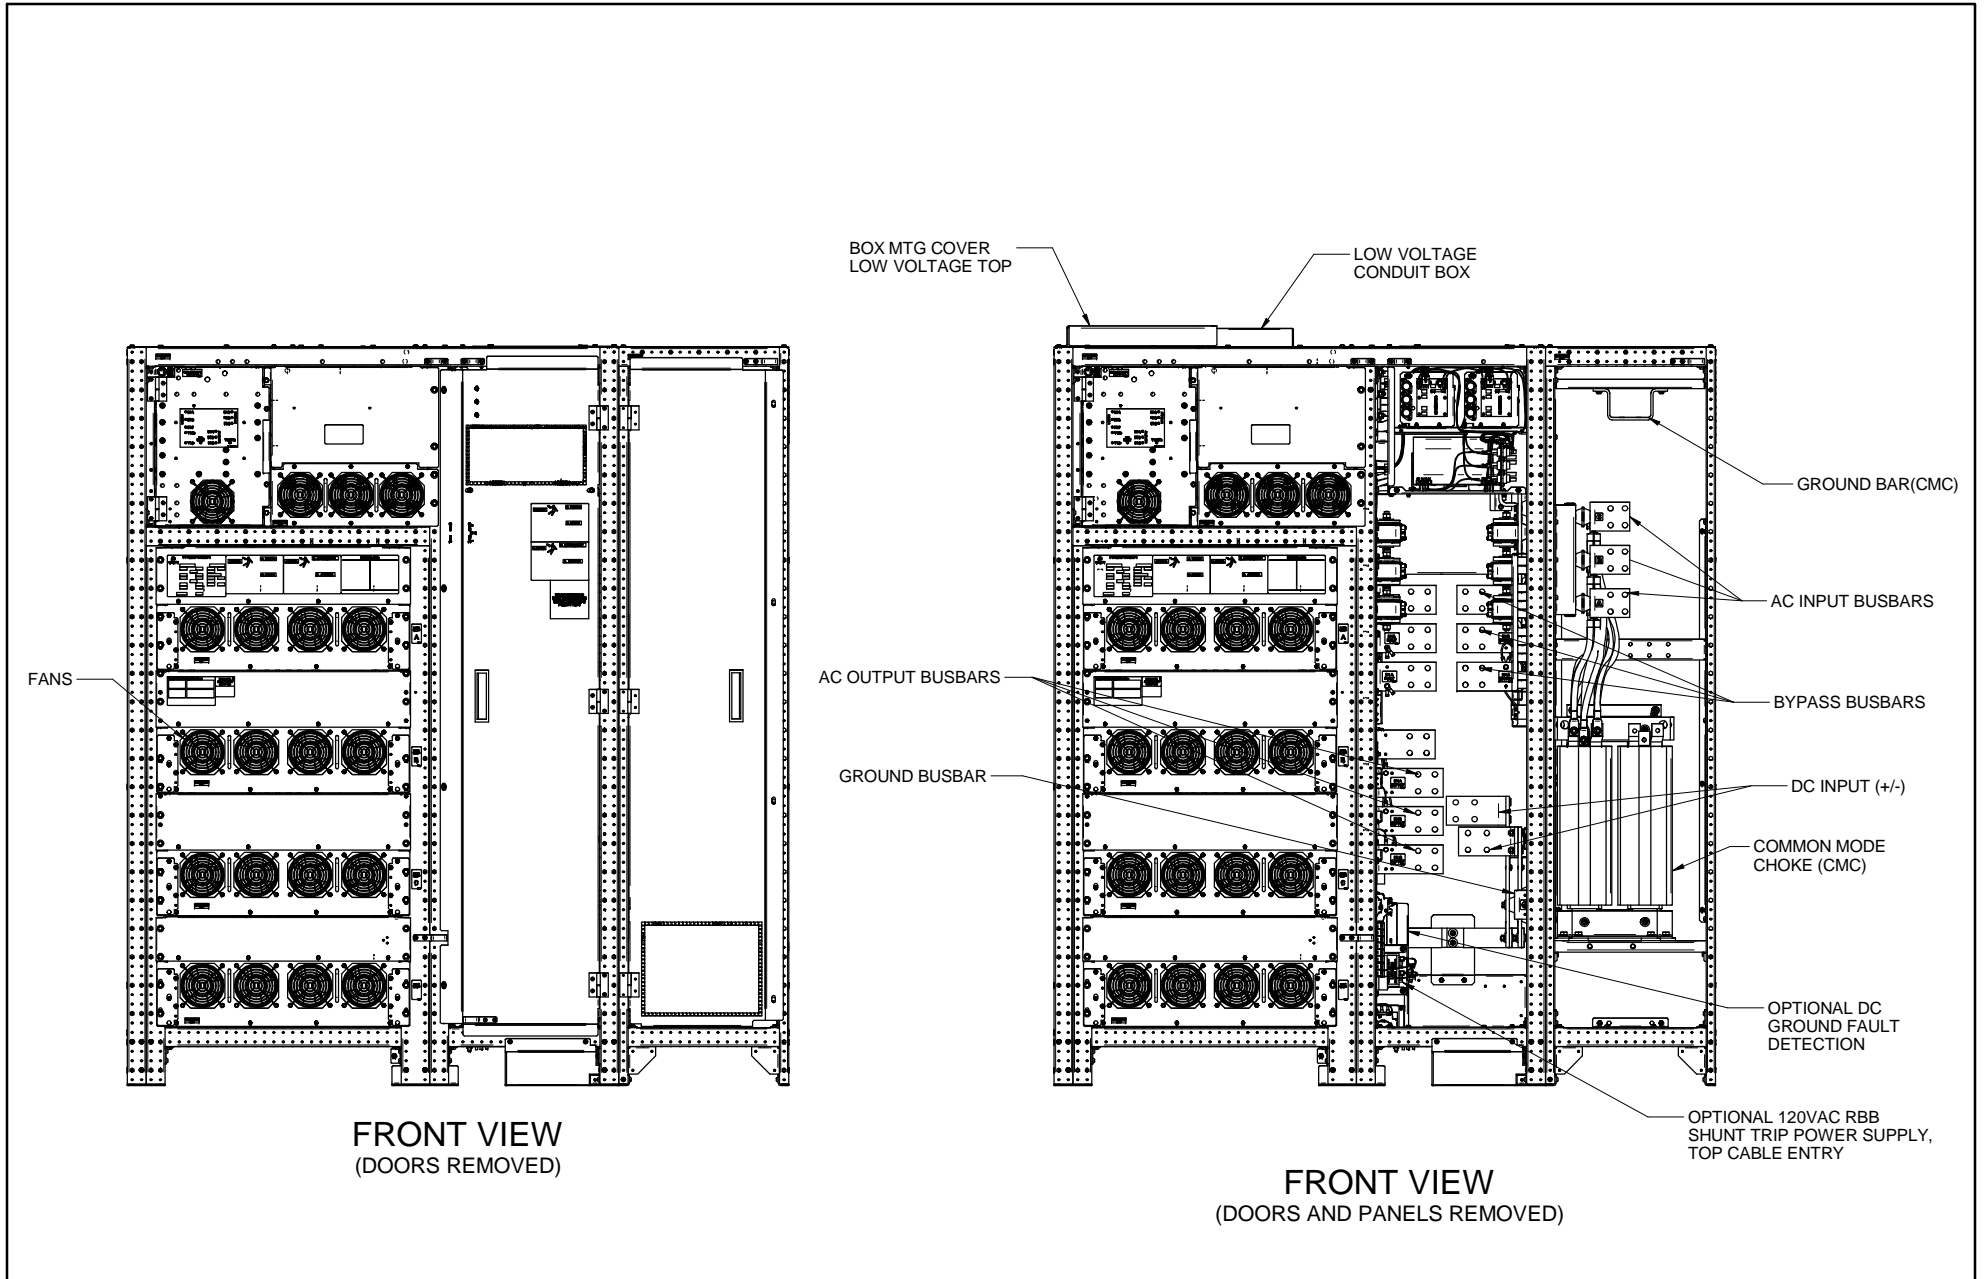 BOX MTG COVER
LOW VOLTAGE TOP
LOW VOLTAGE
CONDUIT BOX
GROUND BAR(CMC)
AC INPUT BUSBARS
FANS
AC OUTPUT BUSBARS
BYPASS BUSBARS
GROUND BUSBAR
DC INPUT (+/-)
COMMON MODE
CHOKE (CMC)
OPTIONAL DC
GROUND FAULT
DETECTION
OPTIONAL 120VAC RBB
SHUNT TRIP POWER SUPPLY,
TOP CABLE ENTRY
FRONT VIEW
(DOORS REMOVED)
FRONT VIEW
(DOORS AND PANELS REMOVED)